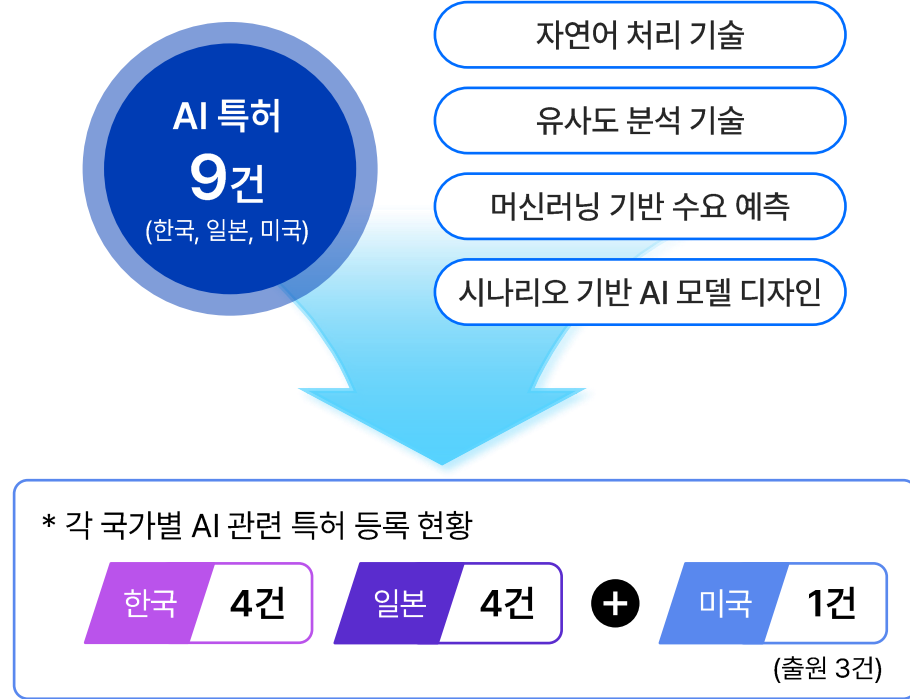 AI 특허
9건
(한국, 일본, 미국)
자연어 처리 기술
유사도 분석 기술
머신러닝 기반 수요 예측
시나리오 기반 AI 모델 디자인
* 각 국가별 AI 관련 특허 등록 현황
한국 4건 일본 4건 + 미국 1건
(출원 3건)